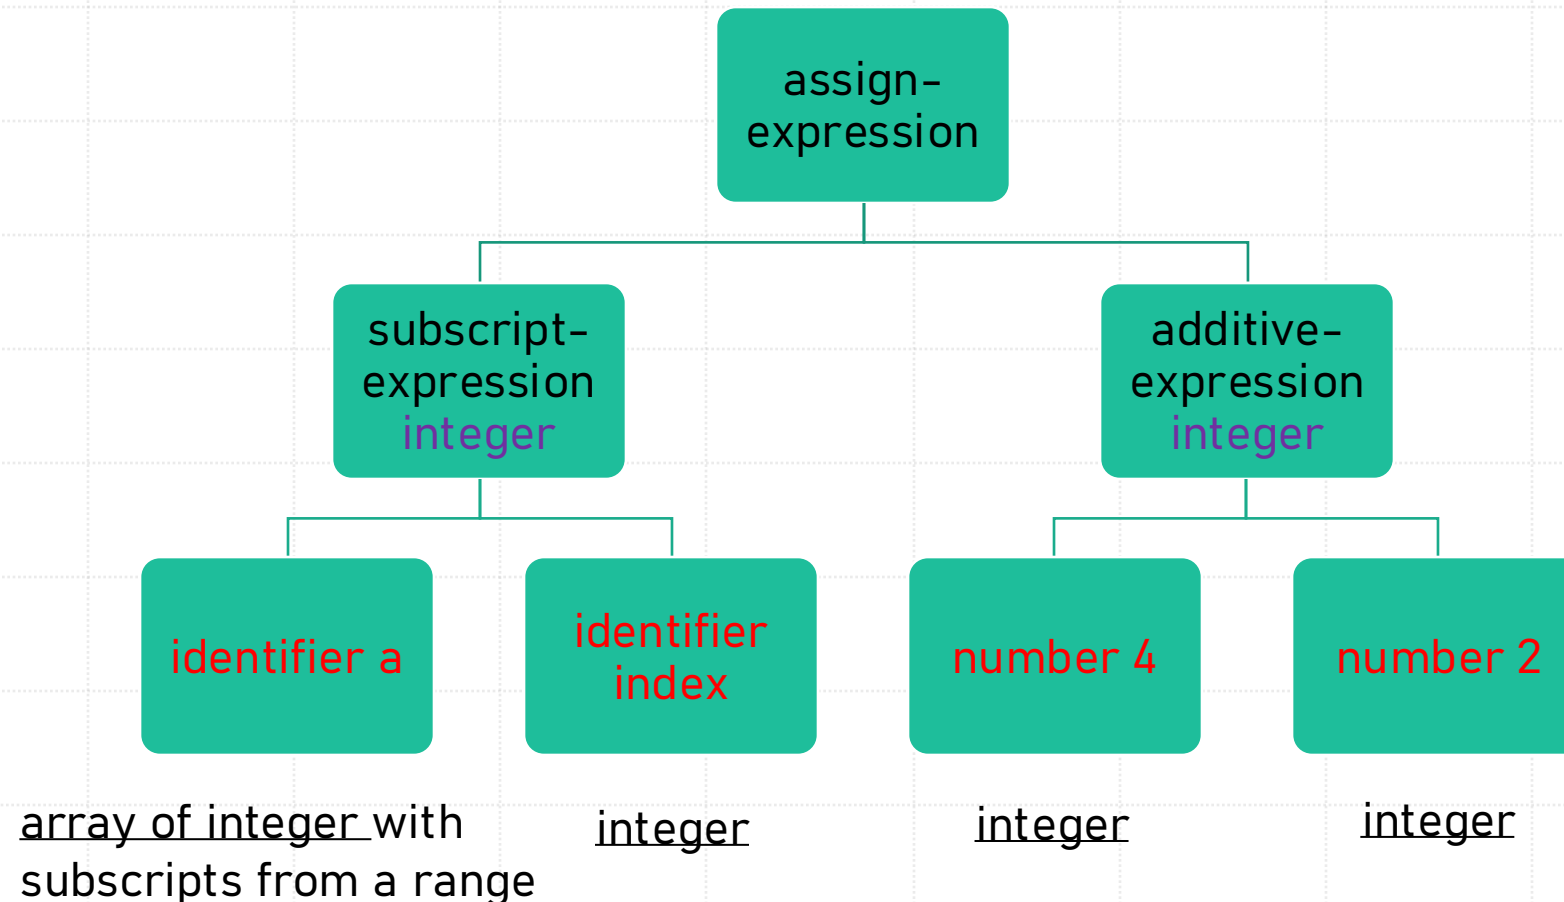 assign-
expression
subscript-
expression
integer
additive-
expression
integer
identifier a
identifier
index
number 4
number 2
array of integer with
subscripts from a range
integer
integer
integer